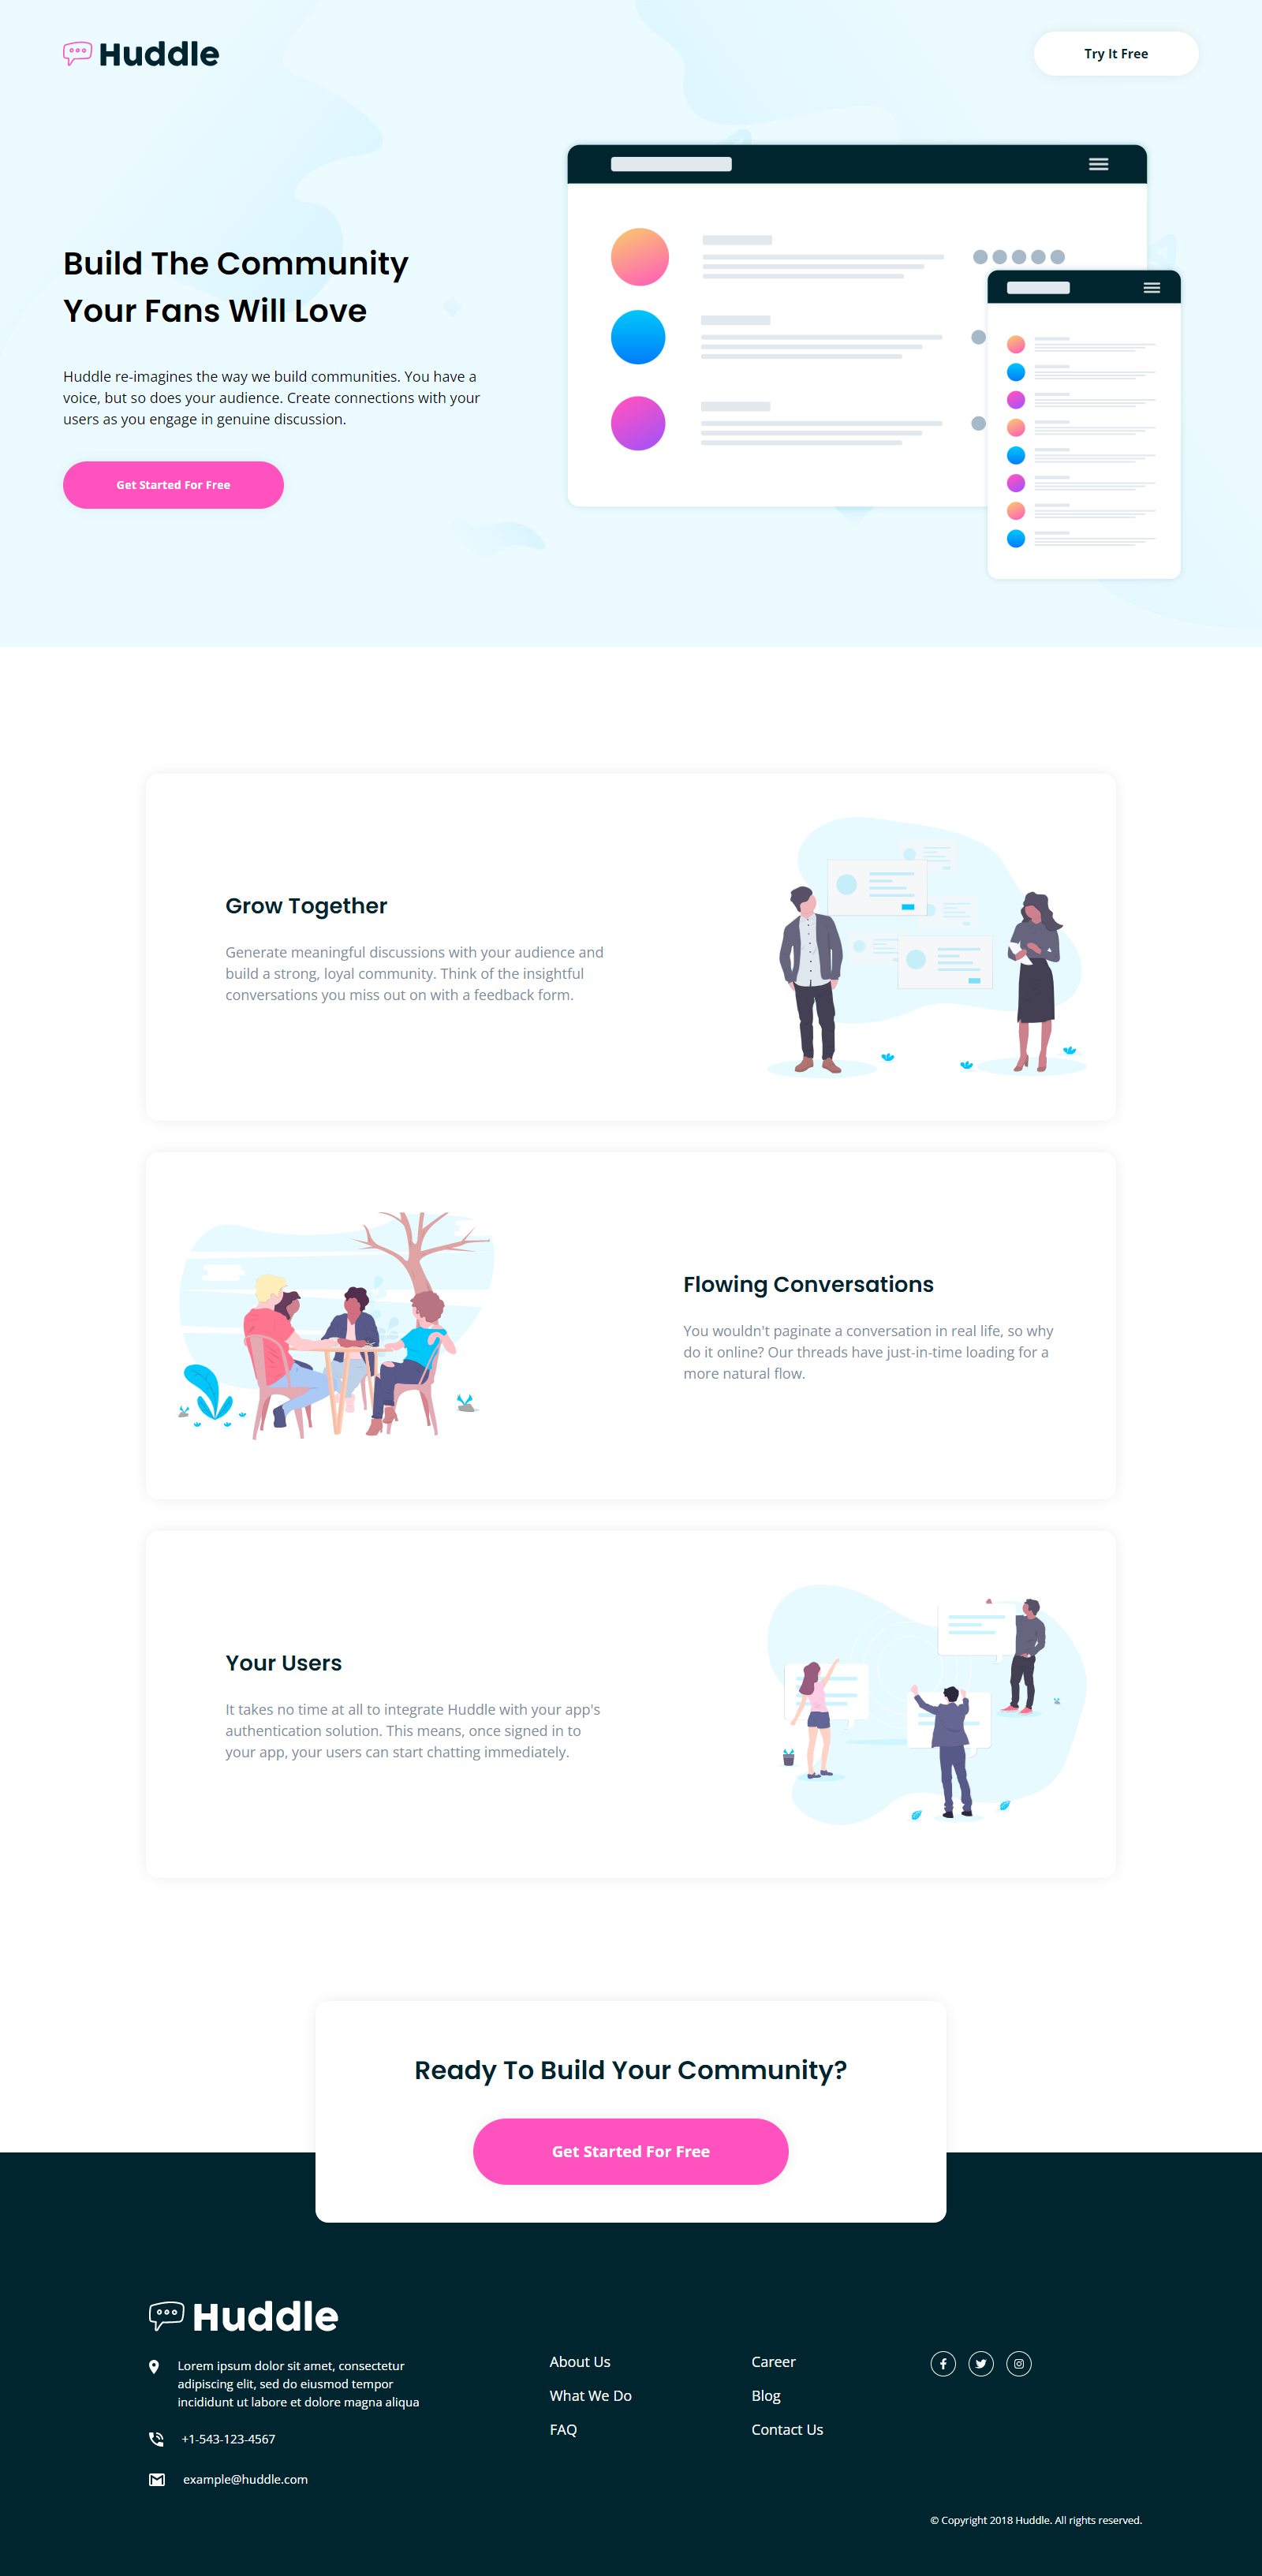 Huddle
Try It Free
Build The Community
Your Fans Will Love
Huddle re-imagines the way we build communities. You have a
voice, but so does your audience. Create connections with your
users as you engage in genuine discussion.
Get Started For Free
Grow Together
Generate meaningful discussions with your audience and
build a strong, loyal community. Think of the insightful
conversations you miss out on with a feedback form.
Flowing Conversations
You wouldn't paginate a conversation in real life, so why
do it online? Our threads have just-in-time loading for a
more natural flow.
Your Users
It takes no time at all to integrate Huddle with your app's
authentication solution. This means, once signed in to
your app, your users can start chatting immediately.
Ready To Build Your Community?
Get Started For Free
Huddle
Lorem ipsum dolor sit amet, consectetur
adipiscing elit, sed do eiusmod tempor
incididunt ut labore et dolore magna aliqua
+1-543-123-4567
example@huddle.com
About Us
What We Do
FAQ
Career
Blog
Contact Us
© Copyright 2018 Huddle. All rights reserved.